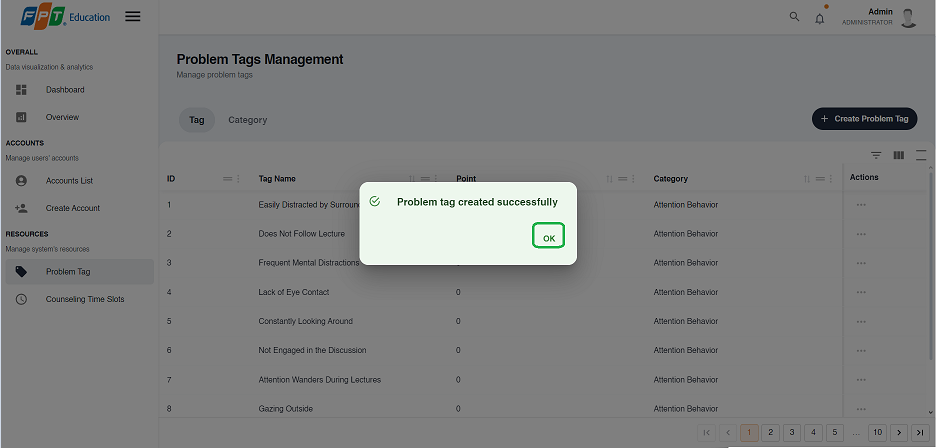 FPT Education
Admin
ADMINISTRATOR
OVERALL
Data visualization & analytics
Dashboard
Overview
ACCOUNTS
Manage users' accounts
Accounts List
Create Account
RESOURCES
Manage system's resources
Problem Tag
Counseling Time Slots
Problem Tags Management
Manage problem tags
Tag Category
+ Create Problem Tag
ID Tag Name Point Category Actions
1 Easily Distracted by Attention Behavior
2 Does Not Follow Lecture Attention Behavior
3 Frequent Mental Distractions Attention Behavior
4 Lack of Eye Contact 0 Attention Behavior
5 Constantly Looking Around 0 Attention Behavior
6 Not Engaged in the Discussion 0 Attention Behavior
7 Attention Wanders During Lectures 0 Attention Behavior
8 Gazing Outside 0 Attention Behavior
Problem tag created successfully
OK
1 2 3 4 5 ... 10